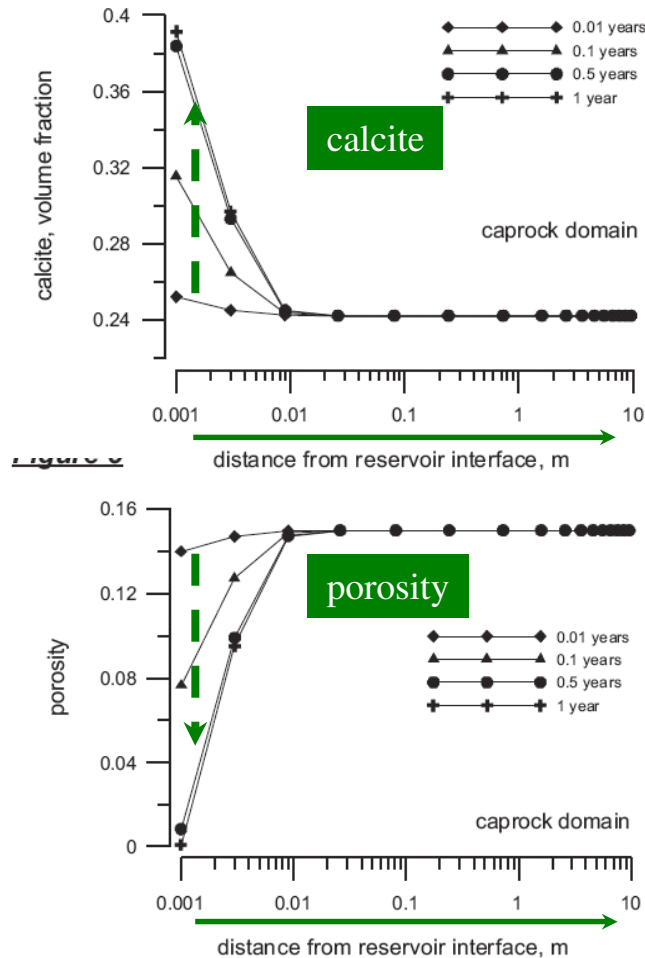 0.4
0.01 years
0.1 years
0.36
0.5 years
1 year
calcite
0.32
calcite, volume fraction
caprock domain
0.28
0.24
0.001 0.01 0.1 1 10
distance from reservoir interface, m
0.16
porosity
0.12
0.01 years
0.1 years
0.08
0.5 years
1 year
porosity
0.04
caprock domain
0
0.001 0.01 0.1 1 10
distance from reservoir interface, m